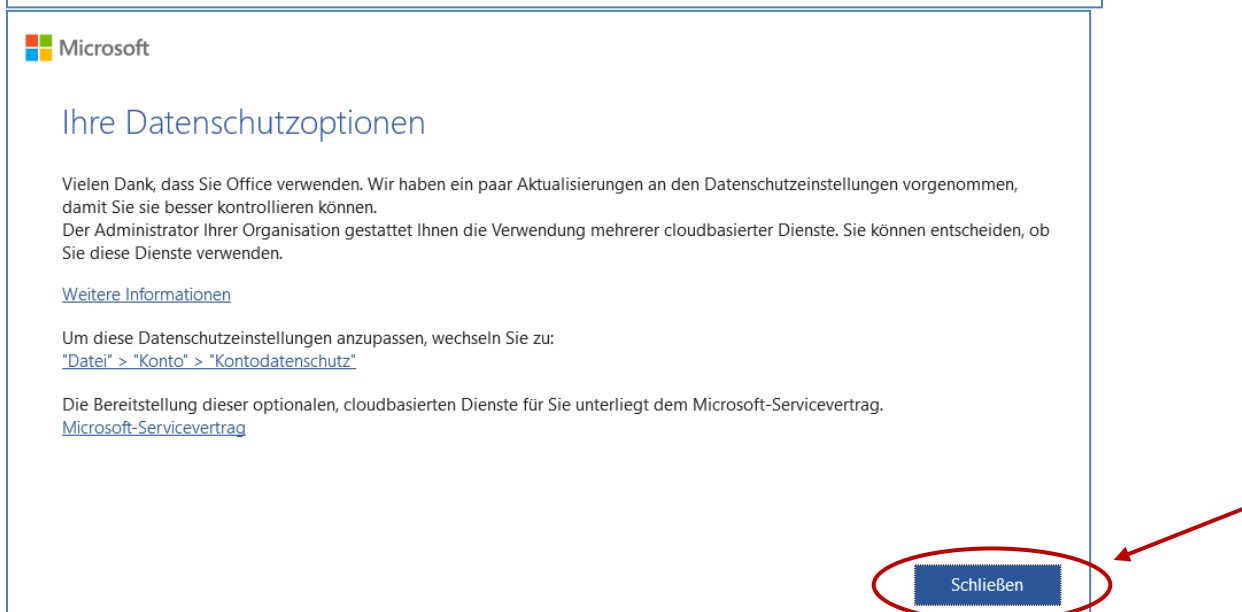 Microsoft
Ihre Datenschutzoptionen
Vielen Dank, dass Sie Office verwenden. Wir haben ein paar Aktualisierungen an den Datenschutzeinstellungen vorgenommen,
damit Sie sie besser kontrollieren können.
Der Administrator Ihrer Organisation gestattet Ihnen die Verwendung mehrerer cloudbasierter Dienste. Sie können entscheiden, ob
Sie diese Dienste verwenden.
Weitere Informationen
Um diese Datenschutzeinstellungen anzupassen, wechseln Sie zu:
"Datei" > "Konto" > "Kontodatenschutz"
Die Bereitstellung dieser optionalen, cloudbasierten Dienste für Sie unterliegt dem Microsoft-Servicevertrag.
Microsoft-Servicevertrag
Schließen